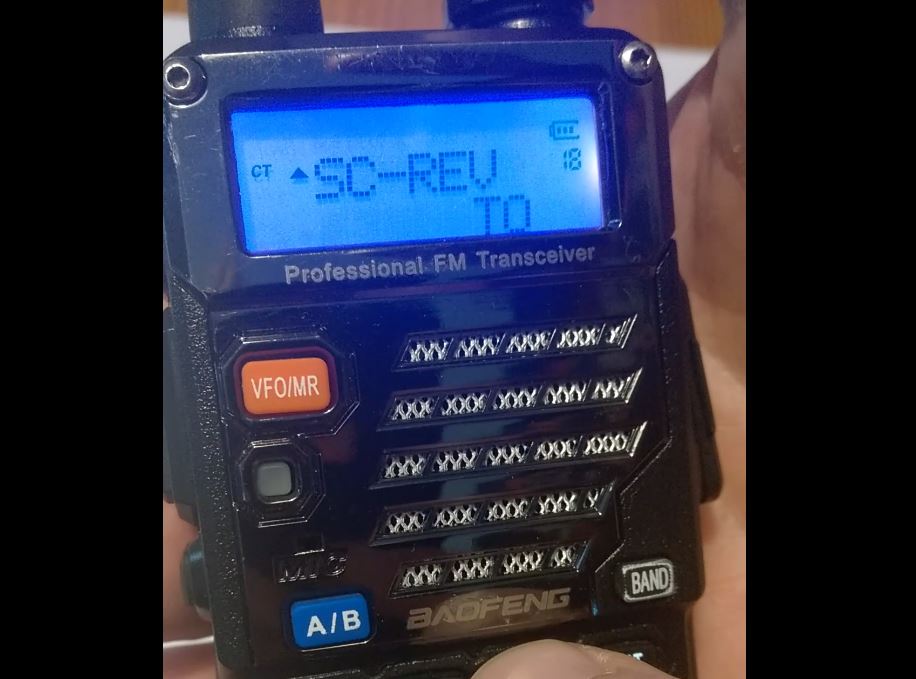 18
CT ▲SC-REV
TO
Professional FM Transceiver
VFO/MR
MIC
A/B
BAOFENG
BAND